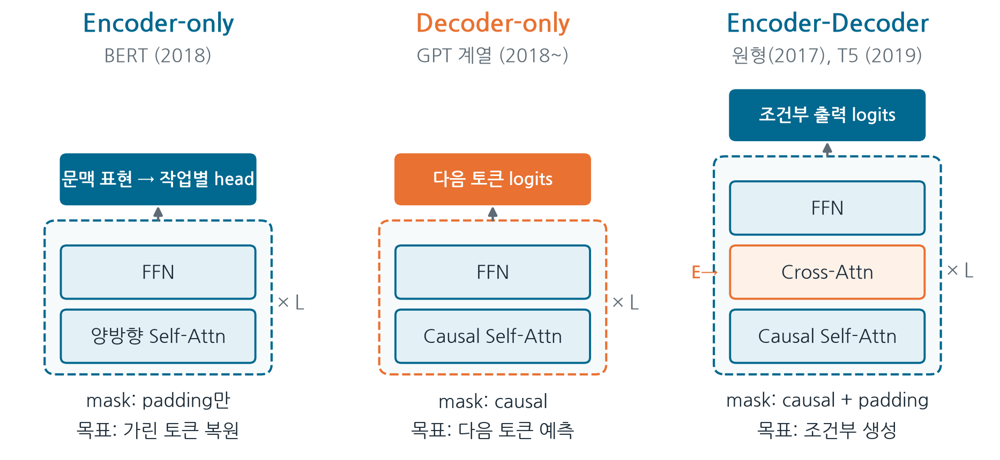 Encoder-only
BERT (2018)
문맥 표현 → 작업별 head
FFN
양방향 Self-Attn
× L
mask: padding만
목표: 가린 토큰 복원
Decoder-only
GPT 계열 (2018~)
다음 토큰 logits
FFN
Causal Self-Attn
× L
mask: causal
목표: 다음 토큰 예측
Encoder-Decoder
원형(2017), T5 (2019)
조건부 출력 logits
FFN
E→
Cross-Attn
× L
Causal Self-Attn
mask: causal + padding
목표: 조건부 생성